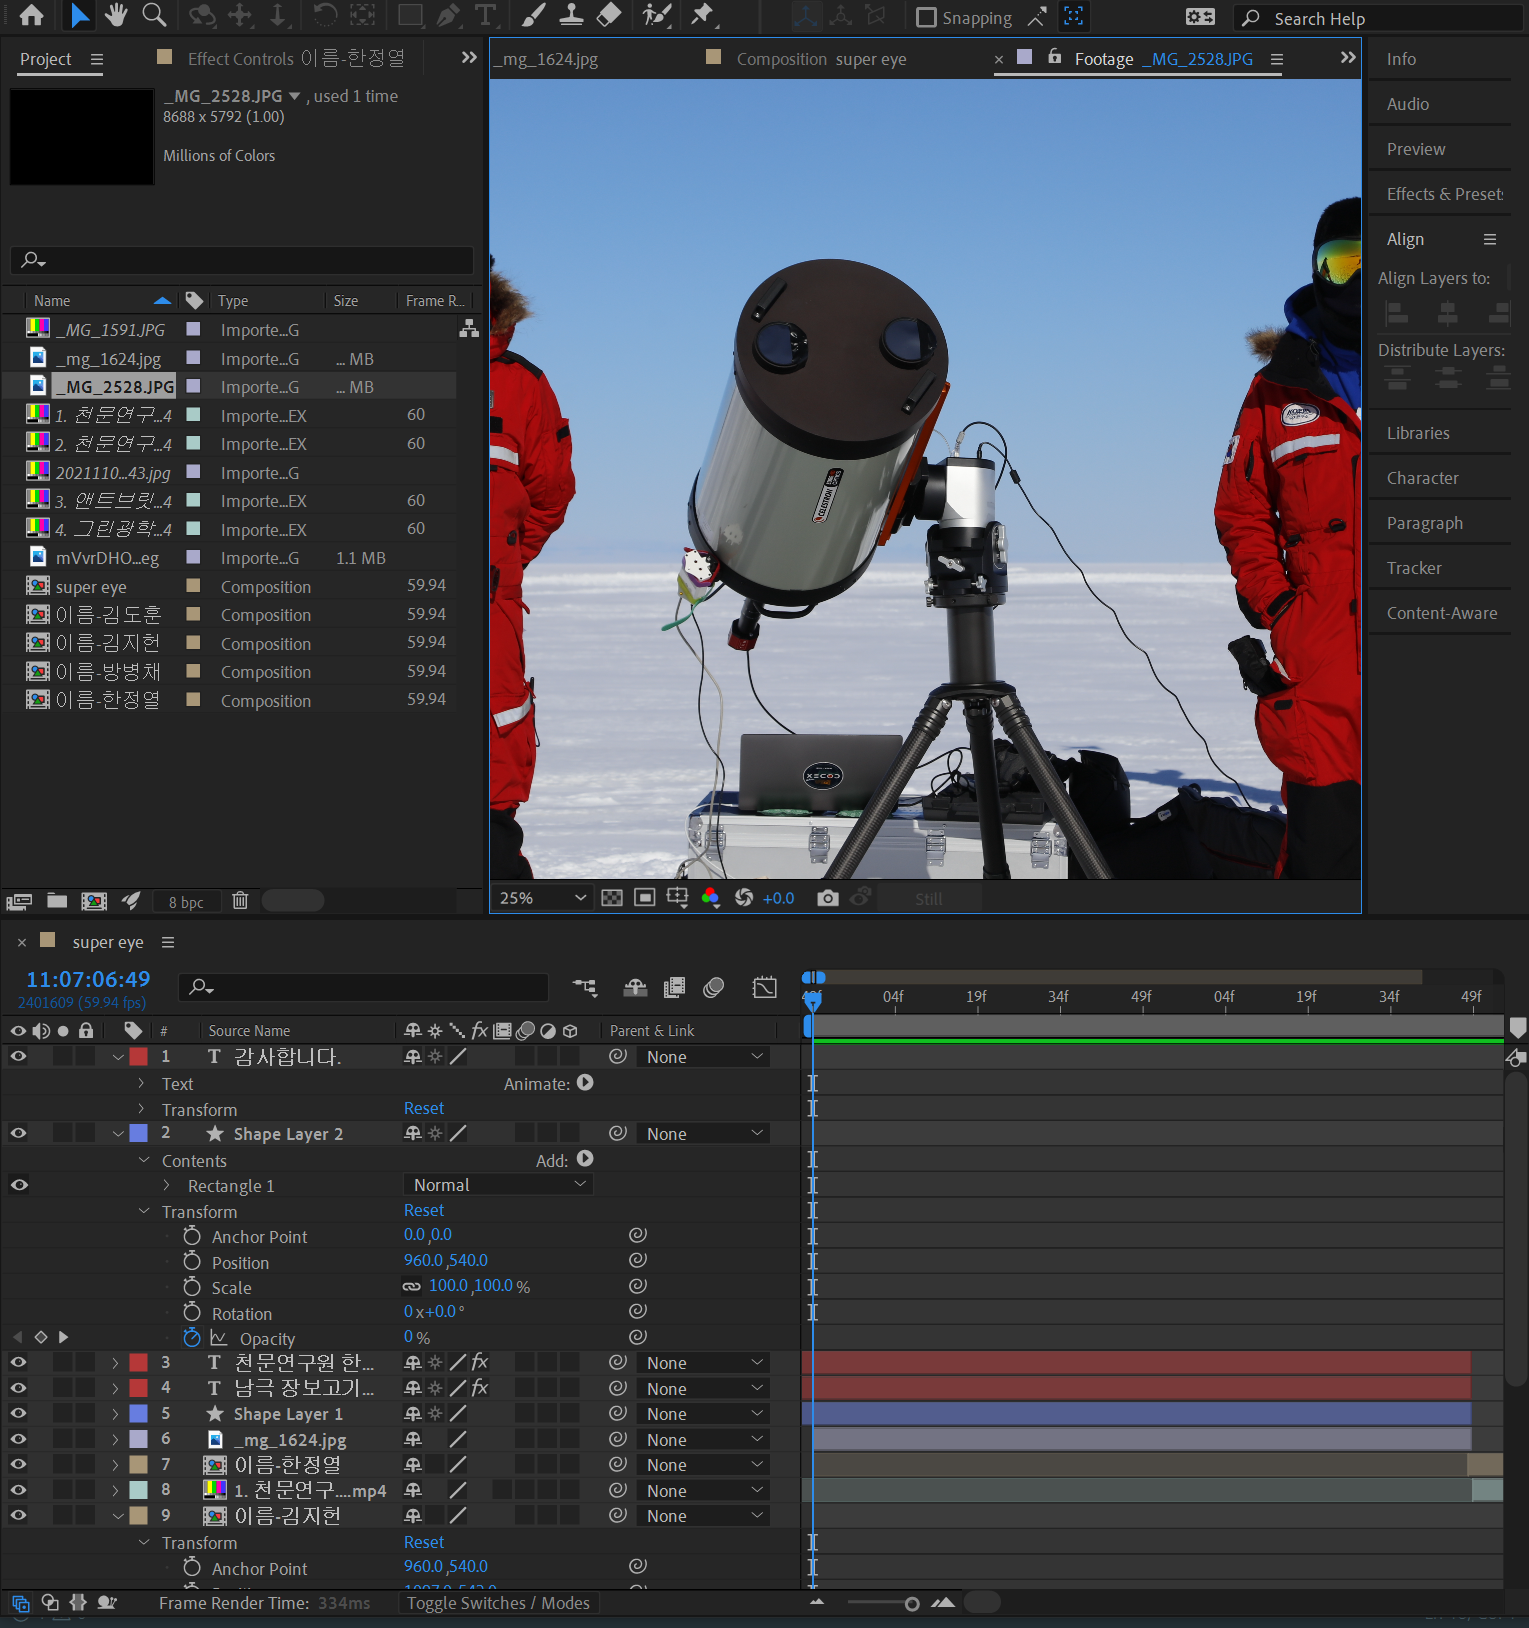 Snapping
Search Help
Project
Effect Controls 이름-한정열
_mg_1624.jpg
Composition super eye
Footage _MG_2528.JPG
Info
Audio
Preview
Effects & Presets
Align
Align Layers to:
Distribute Layers:
Libraries
Character
Paragraph
Tracker
Content-Aware
_MG_2528.JPG , used 1 time
8688 x 5792 (1.00)
Millions of Colors
Name Type Size Frame R...
_MG_1591.JPG Importe...G
_mg_1624.jpg Importe...G ... MB
_MG_2528.JPG Importe...G ... MB
1. 천문연구...4 Importe...EX 60
2. 천문연구...4 Importe...EX 60
2021110...43.jpg Importe...G
3. 앤트브릿...4 Importe...EX 60
4. 그린광학...4 Importe...EX 60
mVvrDHO...eg Importe...G 1.1 MB
super eye Composition 59.94
이름-김도훈 Composition 59.94
이름-김지헌 Composition 59.94
이름-방병채 Composition 59.94
이름-한정열 Composition 59.94
8 bpc
CELESTRON
KOPRI
25%
+0.0
Still
super eye
11:07:06:49
2401609 (59.94 fps)
04f 19f 34f 49f 04f 19f 34f 49f
# Source Name fx Parent & Link
1 T 감사합니다. None
Text Animate:
Transform Reset
2 Shape Layer 2 None
Contents Add:
Rectangle 1 Normal
Transform Reset
Anchor Point 0.0,0.0
Position 960.0,540.0
Scale 100.0,100.0 %
Rotation 0x+0.0°
Opacity 0 %
3 T 천문연구원 한... fx None
4 T 남극 장보고기... fx None
5 Shape Layer 1 None
6 _mg_1624.jpg None
7 이름-한정열 None
8 1. 천문연구....mp4 None
9 이름-김지헌 None
Transform Reset
Anchor Point 960.0,540.0
Frame Render Time: 334ms
Toggle Switches / Modes